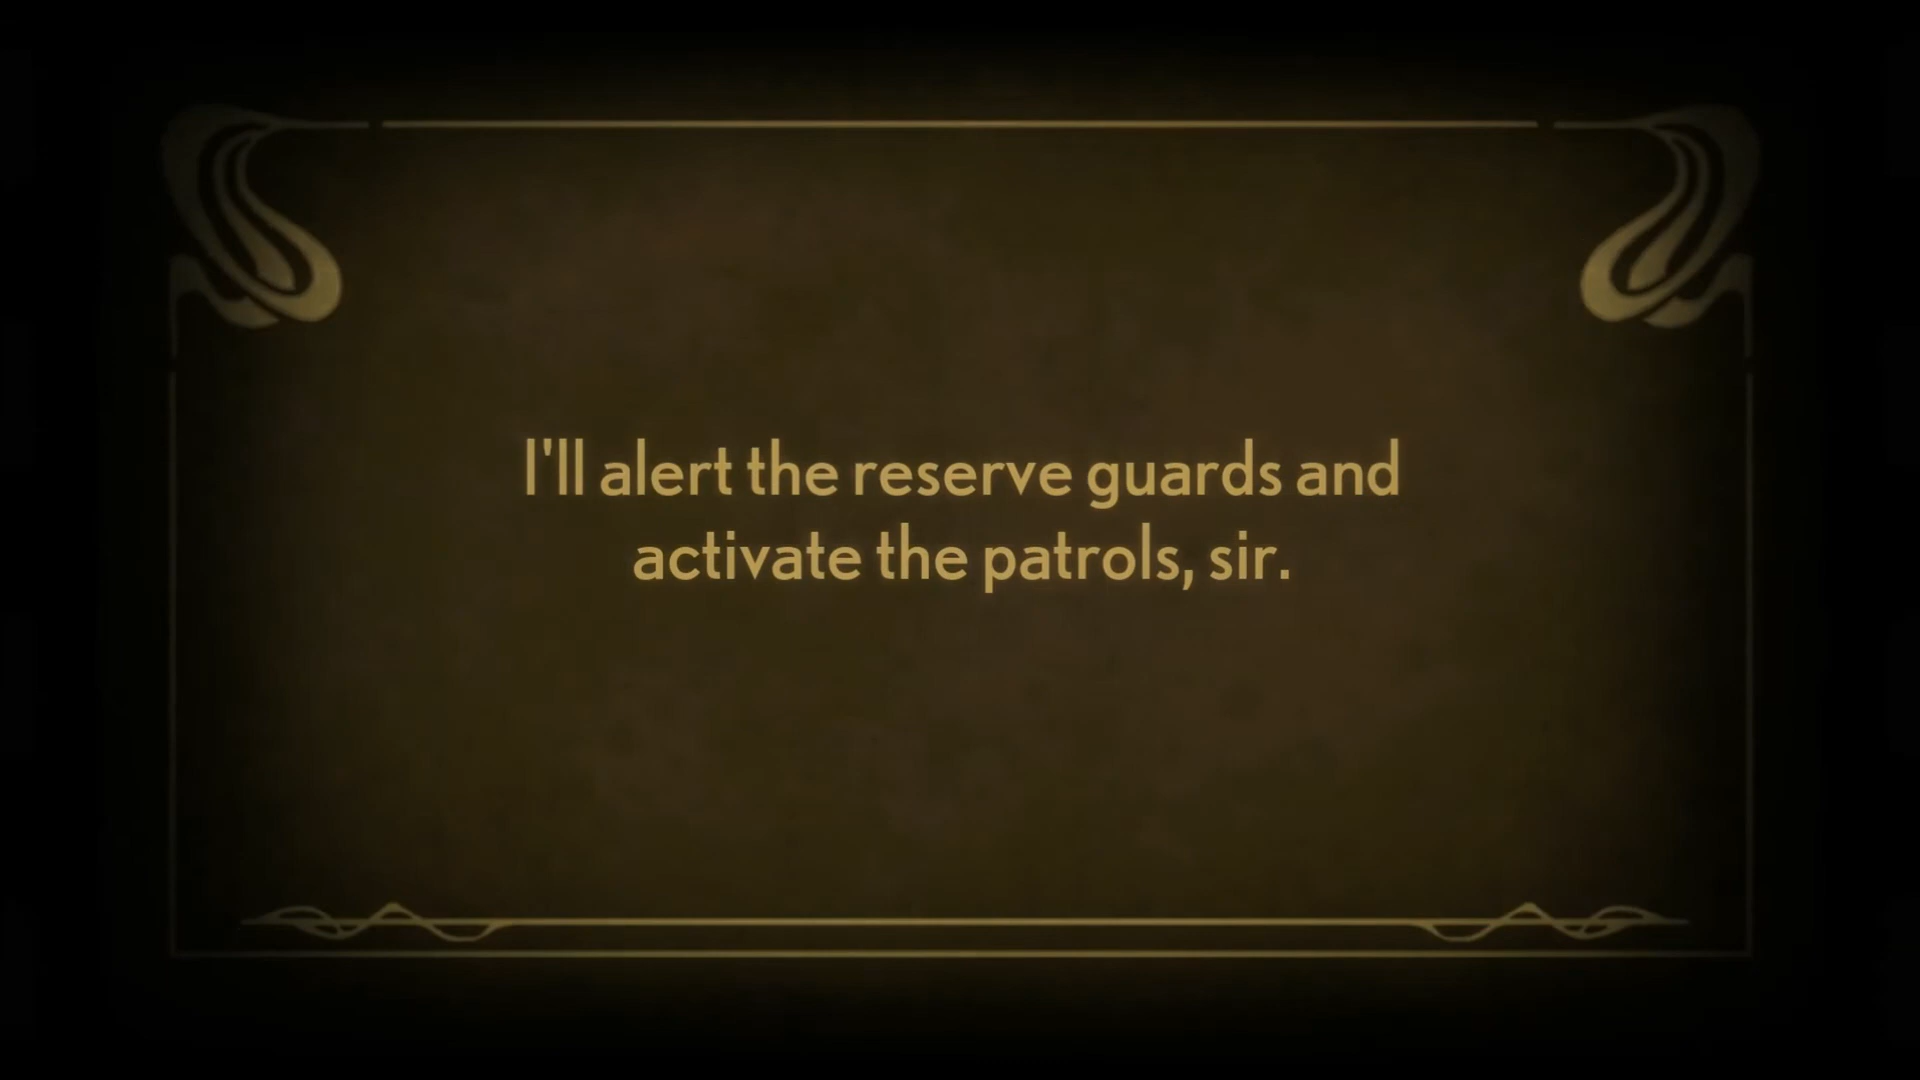 I'll alert the reserve guards and
activate the patrols, sir.